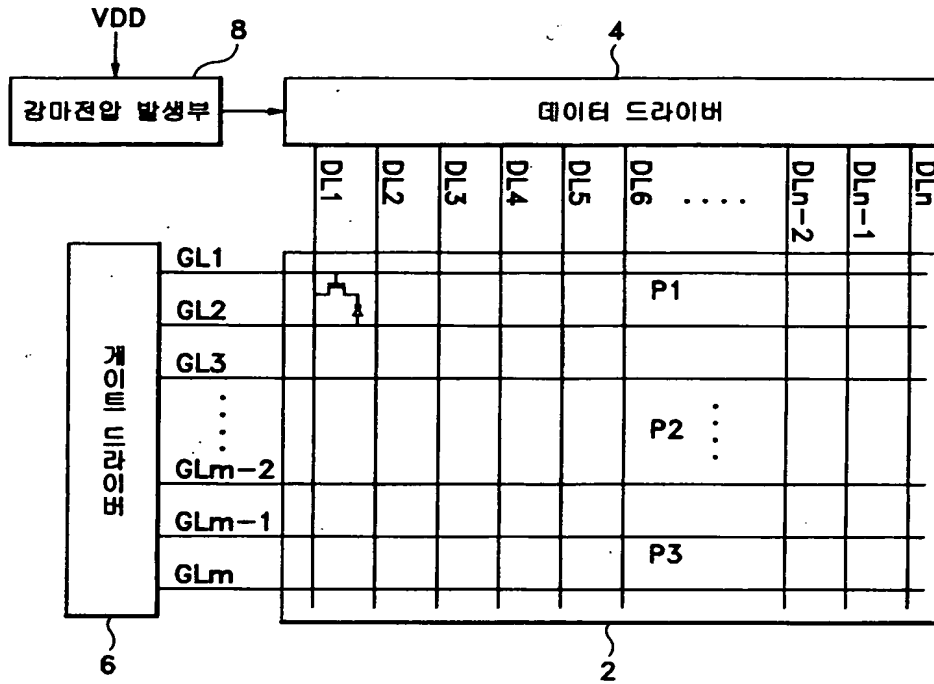 VDD
8
4
감마전압 발생부
데이터 드라이버
DL1
DL2
DL3
DL4
DL5
DL6
....
DLn-2
DLn-1
DLn
GL1
P1
GL2
GL3
게이트 드라이버
P2
GLm-2
GLm-1
P3
GLm
6
2